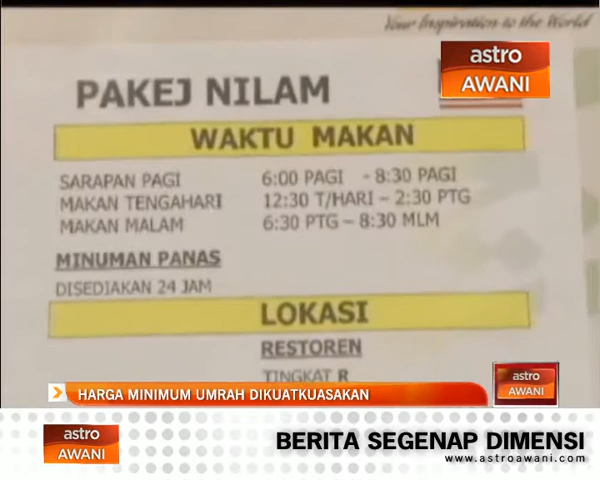 Your Inspiration to the World
astro
AWANI
PAKEJ NILAM
WAKTU MAKAN
SARAPAN PAGI 6:00 PAGI - 8:30 PAGI
MAKAN TENGAHARI 12:30 T/HARI – 2:30 PTG
MAKAN MALAM 6:30 PTG – 8:30 MLM
MINUMAN PANAS
DISEDIAKAN 24 JAM
LOKASI
RESTOREN
TINGKAT R
HARGA MINIMUM UMRAH DIKUATKUASAKAN
astro
AWANI
astro
AWANI
BERITA SEGENAP DIMENSI
www.astroawani.com